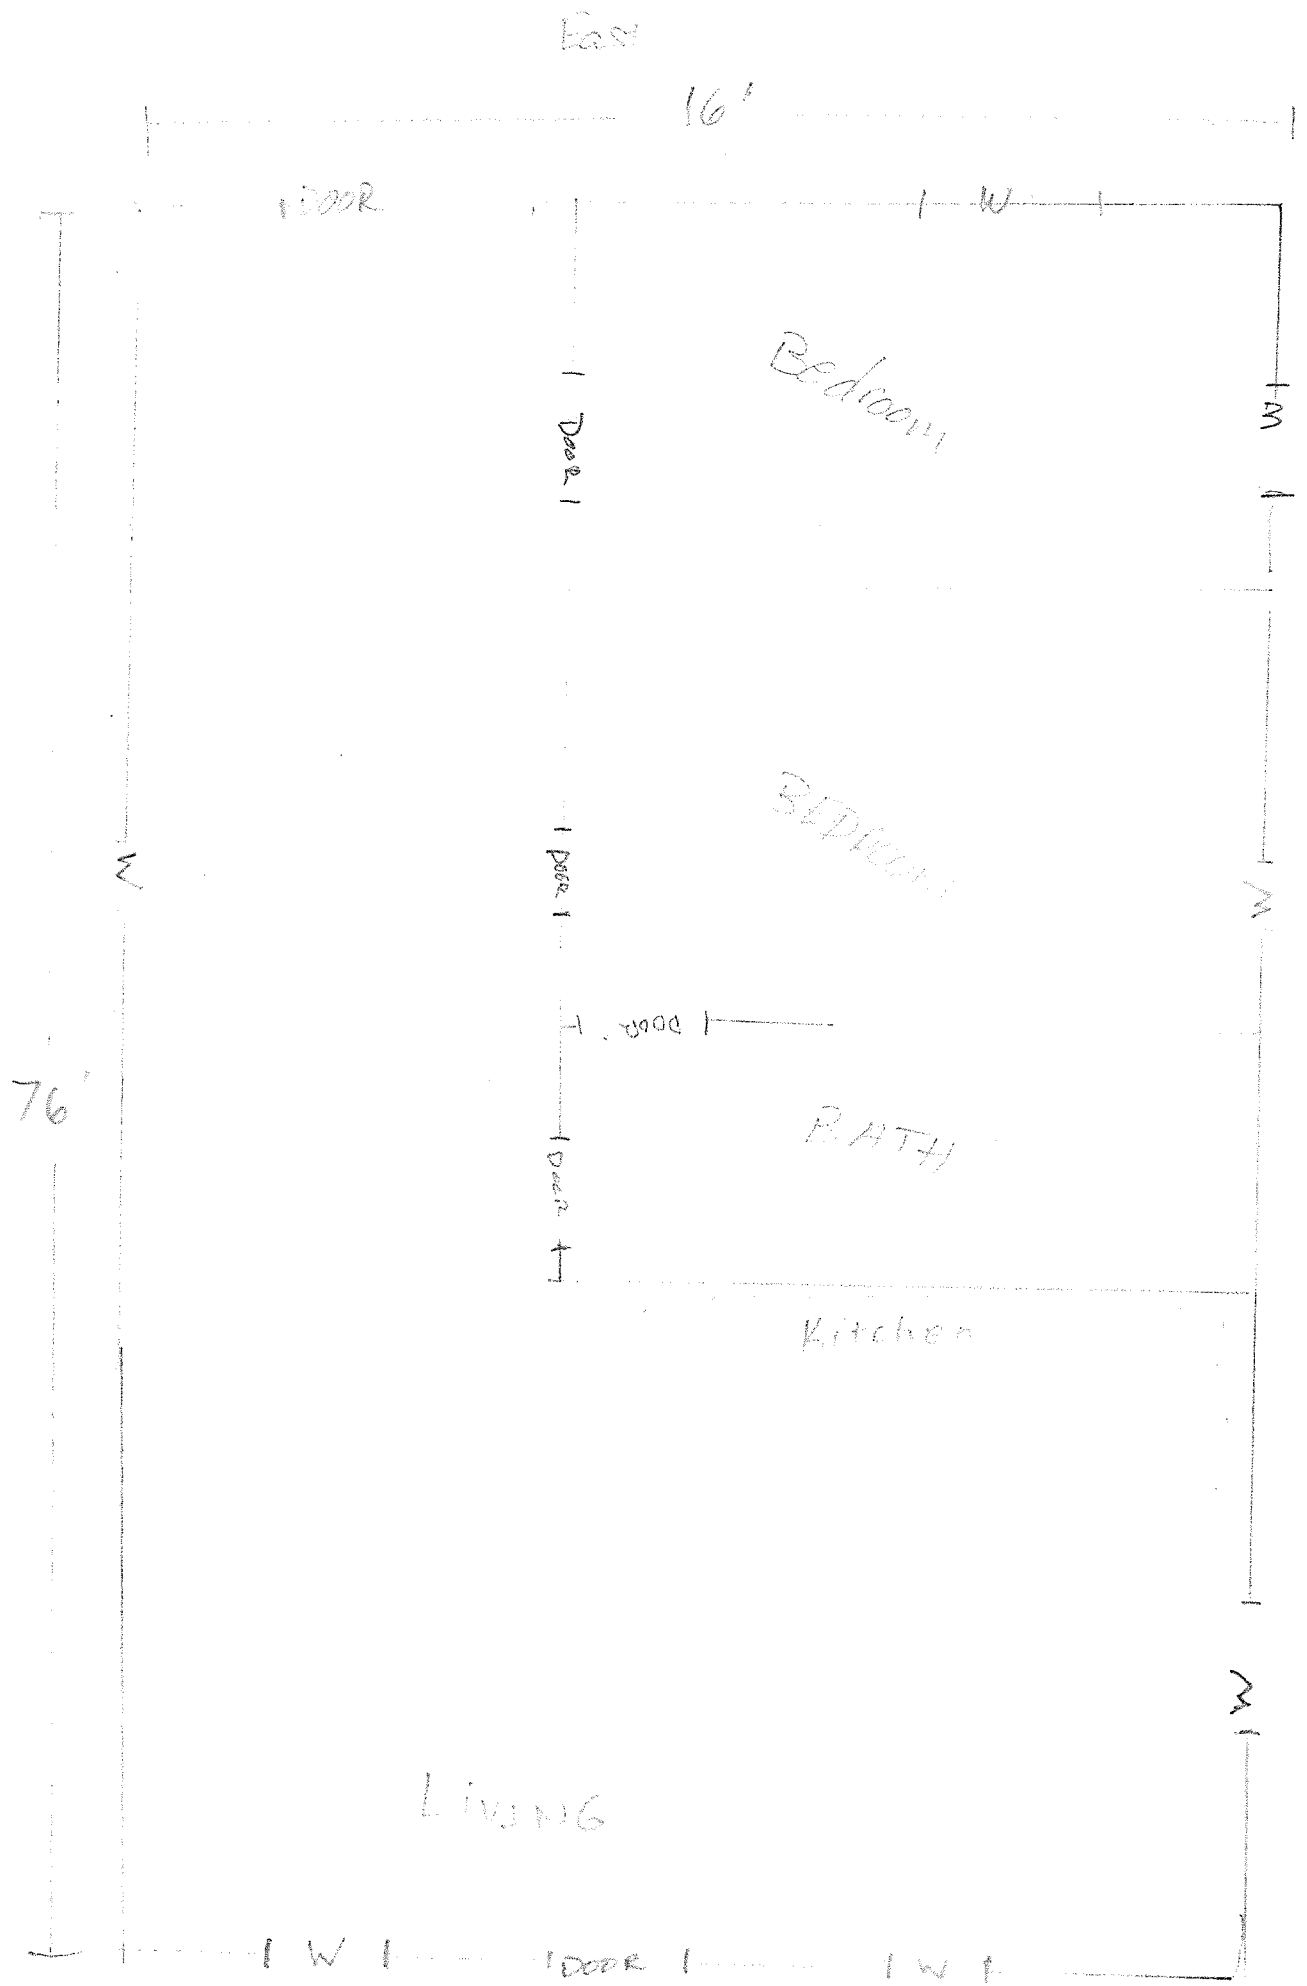 East
16'
DOOR
W
Bedroom
W
DOOR
BEDROOM
DOOR
W
W
DOOR
76'
BATH
DOOR
Kitchen
W
LiviNG
W
DOOR
W